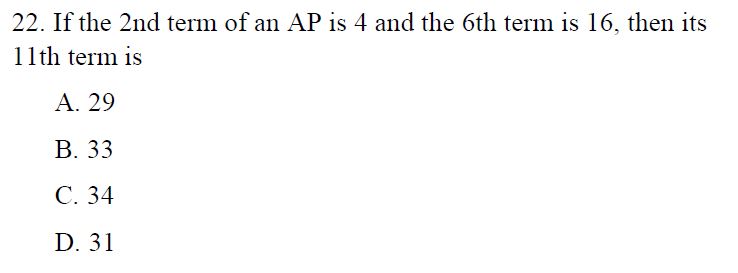 22. If the 2nd term of an AP is 4 and the 6th term is 16, then its
11th term is
A. 29
B. 33
C. 34
D. 31